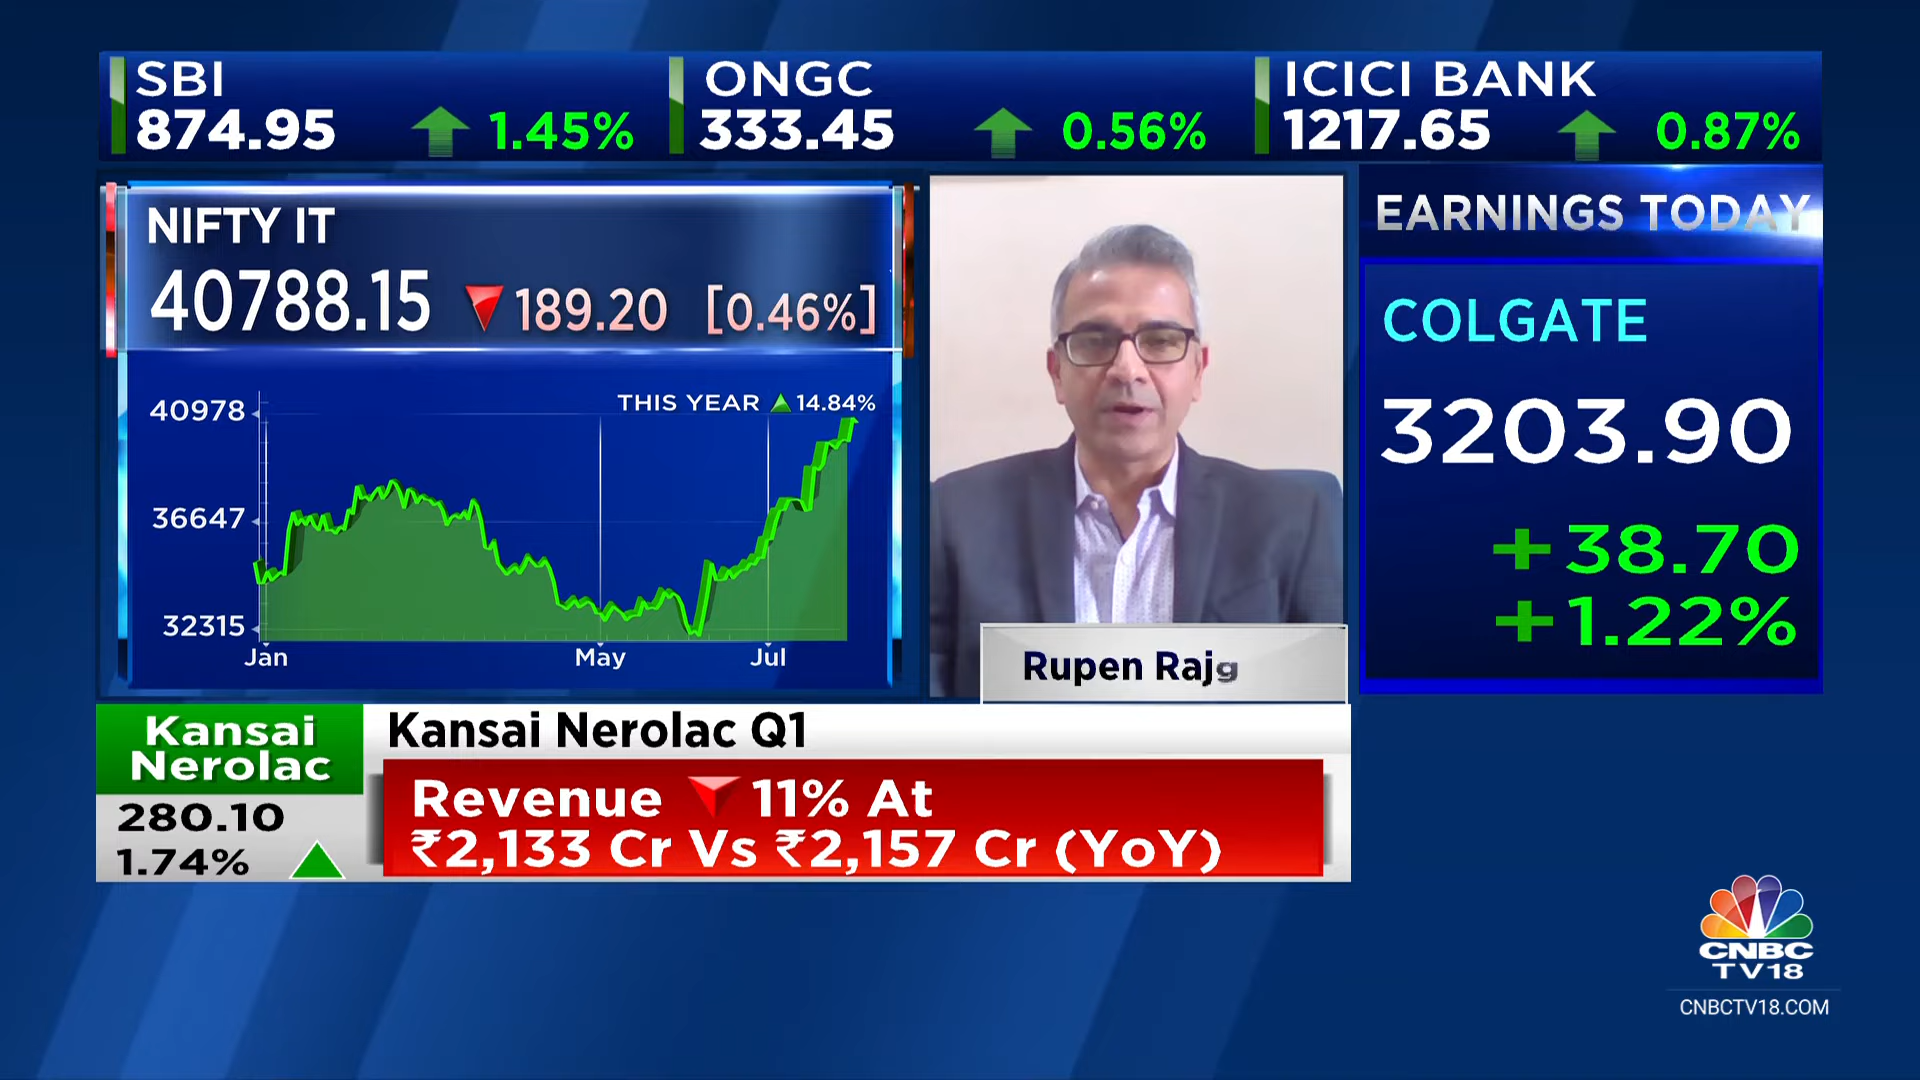 SBI
874.95 1.45%
ONGC
333.45 0.56%
ICICI BANK
1217.65 0.87%
NIFTY IT
40788.15 189.20 [0.46%]
THIS YEAR 14.84%
40978
36647
32315
Jan May Jul
Rupen Rajg
EARNINGS TODAY
COLGATE
3203.90
+38.70
+1.22%
Kansai
Nerolac
280.10
1.74%
Kansai Nerolac Q1
Revenue 11% At
₹2,133 Cr Vs ₹2,157 Cr (YoY)
CNBC
TV18
CNBCTV18.COM